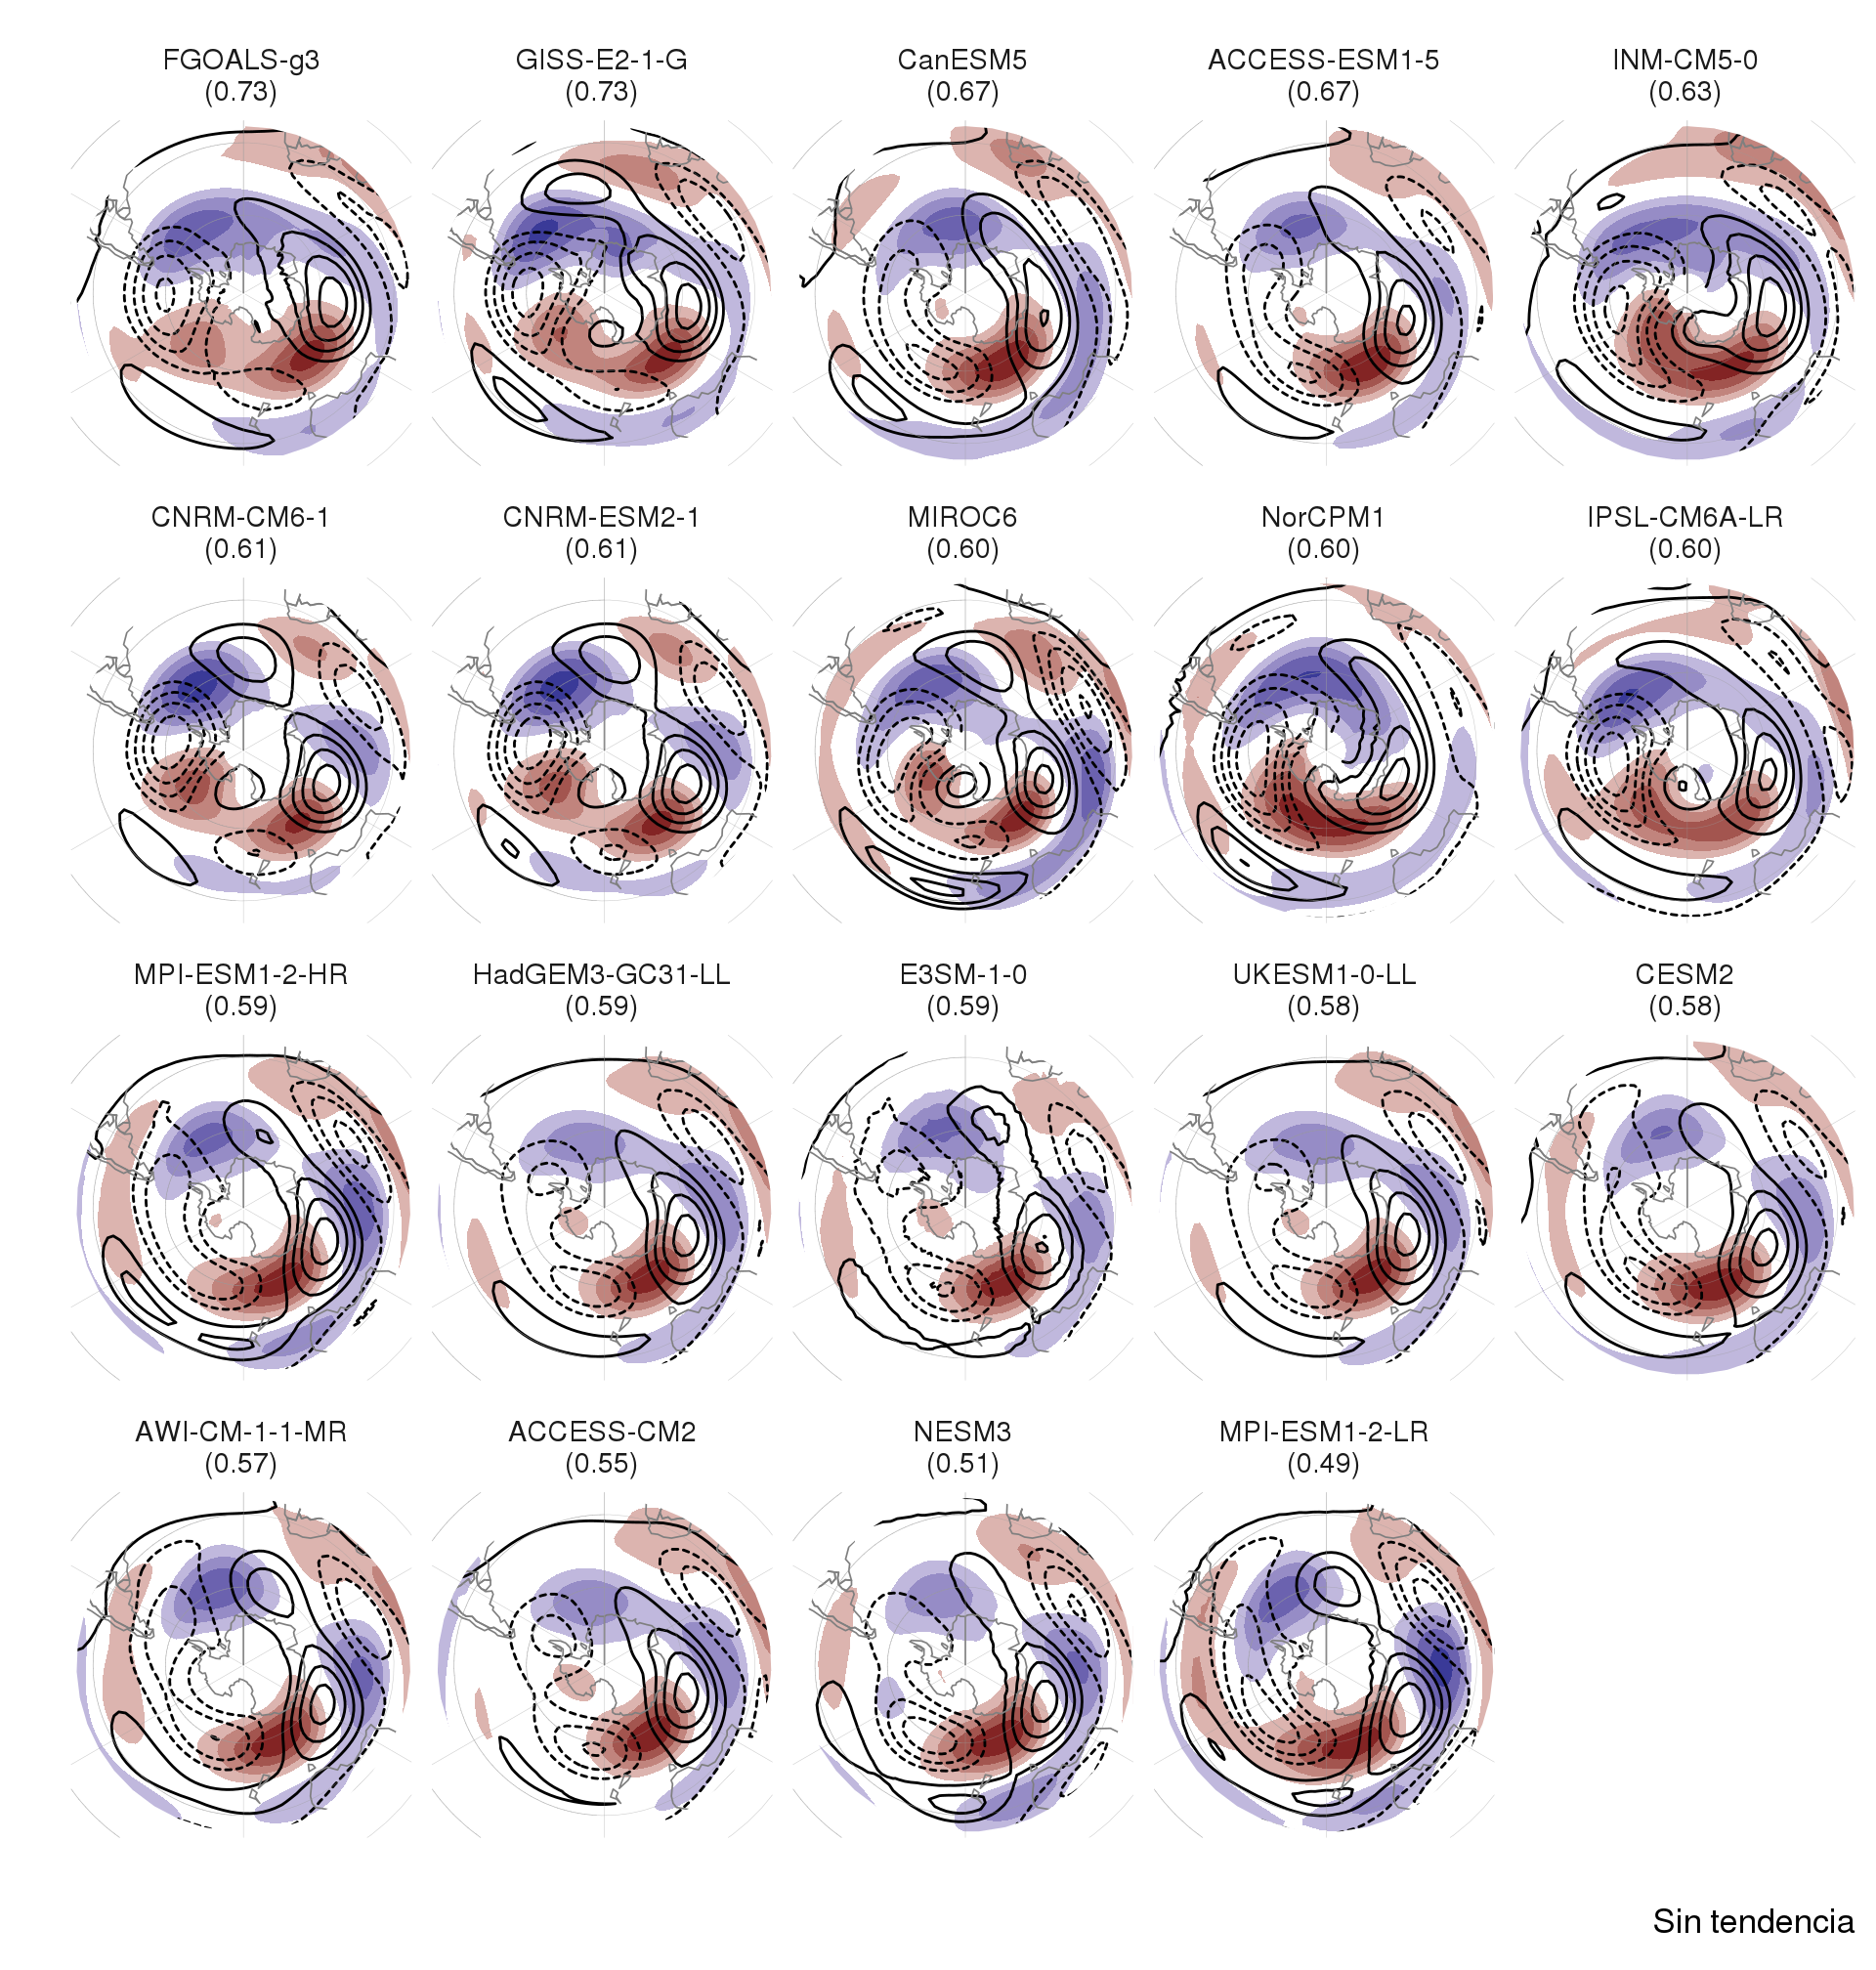 FGOALS-g3
(0.73)
GISS-E2-1-G
(0.73)
CanESM5
(0.67)
ACCESS-ESM1-5
(0.67)
INM-CM5-0
(0.63)
CNRM-CM6-1
(0.61)
CNRM-ESM2-1
(0.61)
MIROC6
(0.60)
NorCPM1
(0.60)
IPSL-CM6A-LR
(0.60)
MPI-ESM1-2-HR
(0.59)
HadGEM3-GC31-LL
(0.59)
E3SM-1-0
(0.59)
UKESM1-0-LL
(0.58)
CESM2
(0.58)
AWI-CM-1-1-MR
(0.57)
ACCESS-CM2
(0.55)
NESM3
(0.51)
MPI-ESM1-2-LR
(0.49)
Sin tendencia